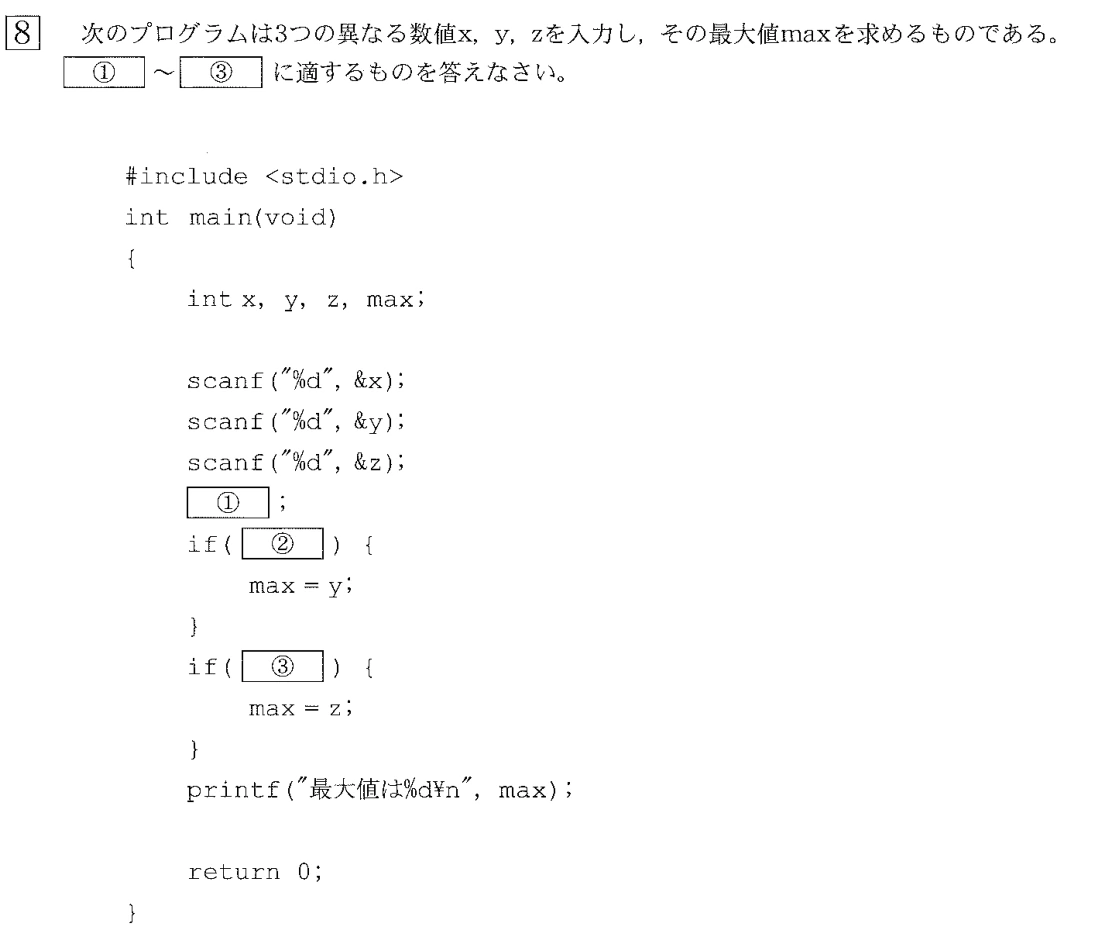 8 次のプログラムは3つの異なる数値x, y, zを入力し, その最大値maxを求めるものである。
① ～ ③ に適するものを答えなさい。
#include <stdio.h>
int main(void)
{
int x, y, z, max;
scanf("%d", &x);
scanf("%d", &y);
scanf("%d", &z);
① ;
if( ② ) {
max = y;
}
if( ③ ) {
max = z;
}
printf("最大値は%d¥n", max);
return 0;
}